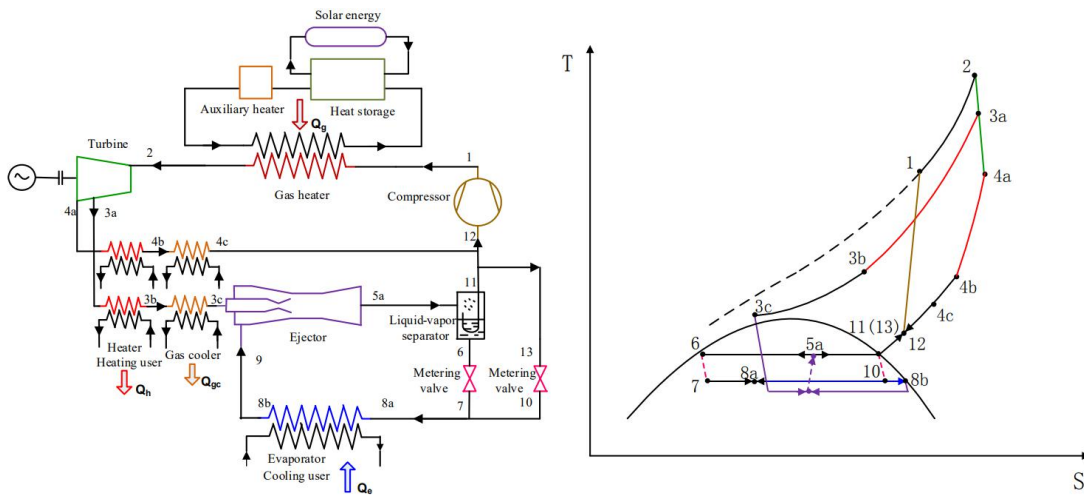 Solar energy
Auxiliary heater
Heat storage
Qg
Turbine
2
1
Gas heater
Compressor
4a
3a
12
4b
4c
11
3b
3c
5a
Ejector
Liquid-vapor
separator
Heater
Heating user
Gas cooler
9
6
13
Qh
Qgc
Metering
valve
Metering
valve
8b
8a
7
10
Evaporator
Cooling user
Qe
T
2
3a
1
4a
3b
4b
3c
4c
11(13)
12
6
5a
7
8a
10
8b
S